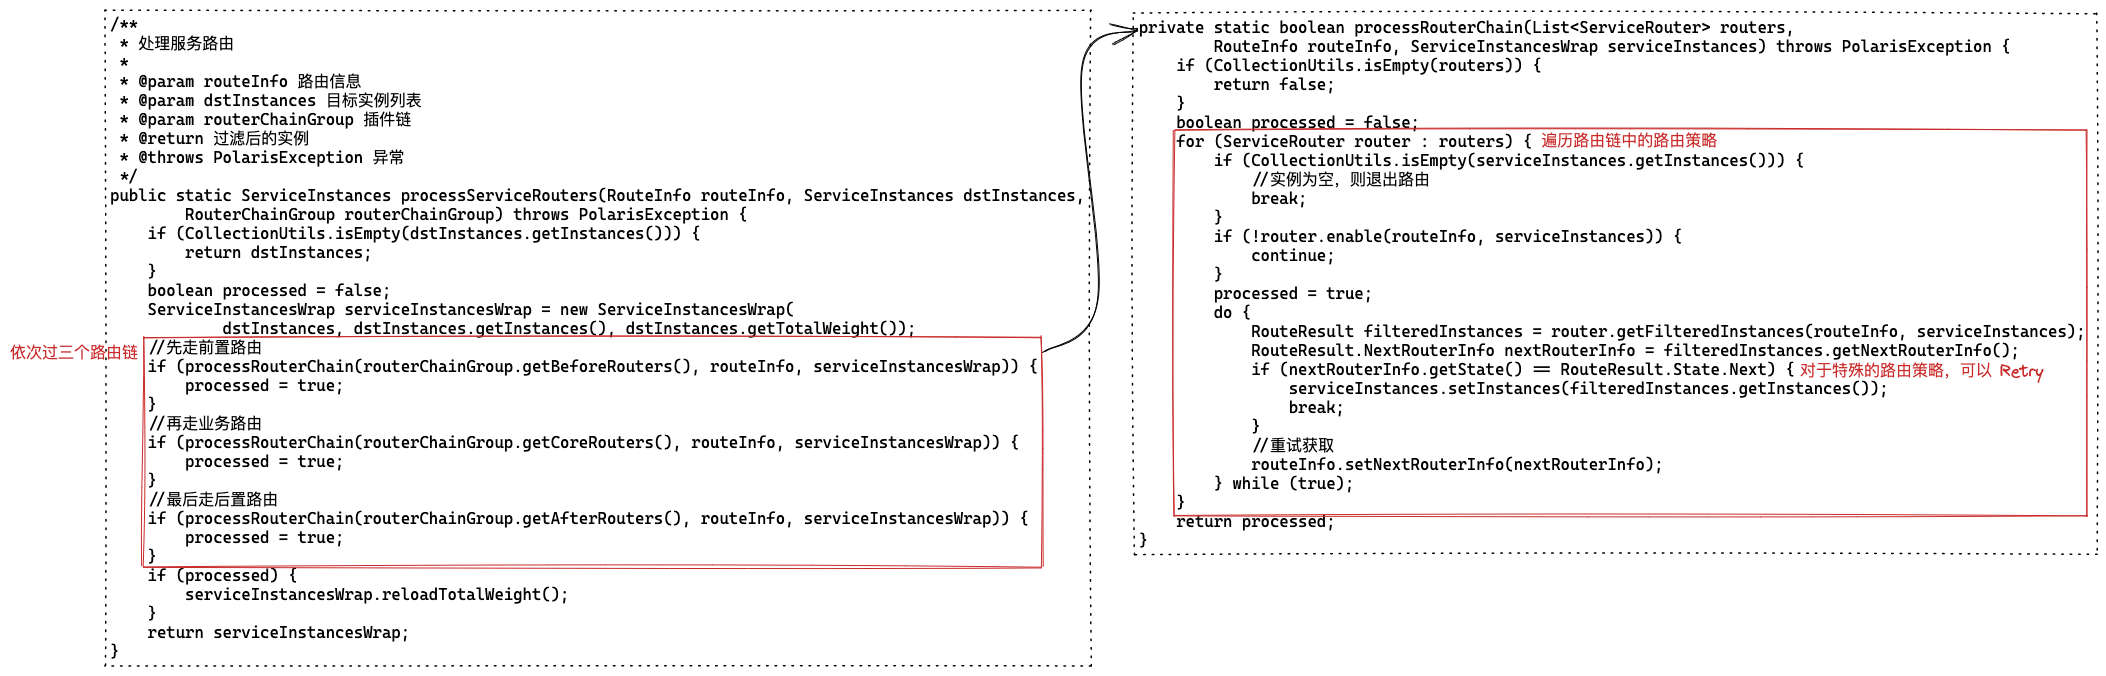 /**
 * 处理服务路由
 *
 * @param routeInfo 路由信息
 * @param dstInstances 目标实例列表
 * @param routerChainGroup 插件链
 * @return 过滤后的实例
 * @throws PolarisException 异常
 */
public static ServiceInstances processServiceRouters(RouteInfo routeInfo, ServiceInstances dstInstances,
        RouterChainGroup routerChainGroup) throws PolarisException {
    if (CollectionUtils.isEmpty(dstInstances.getInstances())) {
        return dstInstances;
    }
    boolean processed = false;
    ServiceInstancesWrap serviceInstancesWrap = new ServiceInstancesWrap(
            dstInstances, dstInstances.getInstances(), dstInstances.getTotalWeight());
依次过三个路由链
    //先走前置路由
    if (processRouterChain(routerChainGroup.getBeforeRouters(), routeInfo, serviceInstancesWrap)) {
        processed = true;
    }
    //再走业务路由
    if (processRouterChain(routerChainGroup.getCoreRouters(), routeInfo, serviceInstancesWrap)) {
        processed = true;
    }
    //最后走后置路由
    if (processRouterChain(routerChainGroup.getAfterRouters(), routeInfo, serviceInstancesWrap)) {
        processed = true;
    }
    if (processed) {
        serviceInstancesWrap.reloadTotalWeight();
    }
    return serviceInstancesWrap;
}
private static boolean processRouterChain(List<ServiceRouter> routers,
        RouteInfo routeInfo, ServiceInstancesWrap serviceInstances) throws PolarisException {
    if (CollectionUtils.isEmpty(routers)) {
        return false;
    }
    boolean processed = false;
    for (ServiceRouter router : routers) { 遍历路由链中的路由策略
        if (CollectionUtils.isEmpty(serviceInstances.getInstances())) {
            //实例为空，则退出路由
            break;
        }
        if (!router.enable(routeInfo, serviceInstances)) {
            continue;
        }
        processed = true;
        do {
            RouteResult filteredInstances = router.getFilteredInstances(routeInfo, serviceInstances);
            RouteResult.NextRouterInfo nextRouterInfo = filteredInstances.getNextRouterInfo();
            if (nextRouterInfo.getState() == RouteResult.State.Next) { 对于特殊的路由策略，可以 Retry
                serviceInstances.setInstances(filteredInstances.getInstances());
                break;
            }
            //重试获取
            routeInfo.setNextRouterInfo(nextRouterInfo);
        } while (true);
    }
    return processed;
}